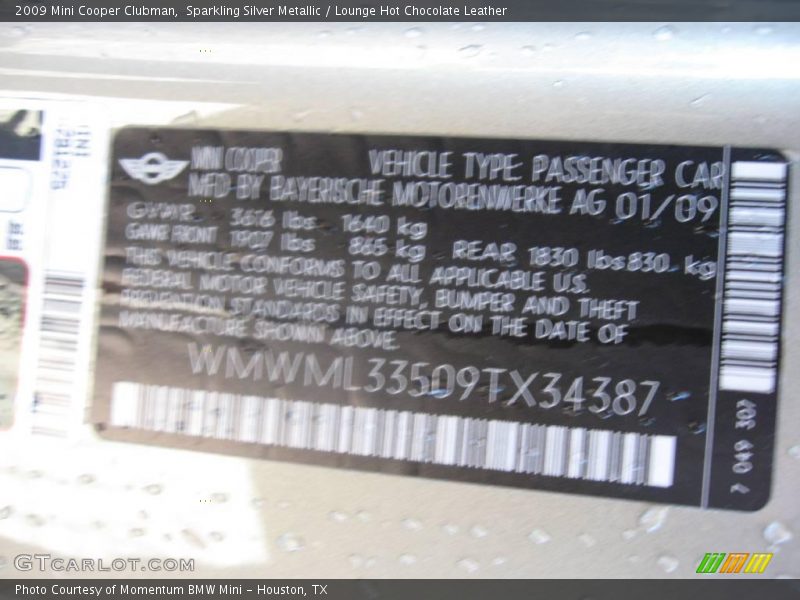 2009 Mini Cooper Clubman,  Sparkling Silver Metallic / Lounge Hot Chocolate Leather
MINI COOPER
VEHICLE TYPE PASSENGER CAR
MFD BY BAYERISCHE MOTORENWERKE AG 01/09
GVWR 3616 lbs 1640 kg
GAWR FRONT 1907 lbs 865 kg REAR 1830 lbs 830 kg
THIS VEHICLE CONFORMS TO ALL APPLICABLE U.S.
FEDERAL MOTOR VEHICLE SAFETY, BUMPER AND THEFT
PREVENTION STANDARDS IN EFFECT ON THE DATE OF
MANUFACTURE SHOWN ABOVE.
WMWML33509TX34387
7 049 307
GTCARLOT.COM
Photo Courtesy of Momentum BMW Mini - Houston, TX